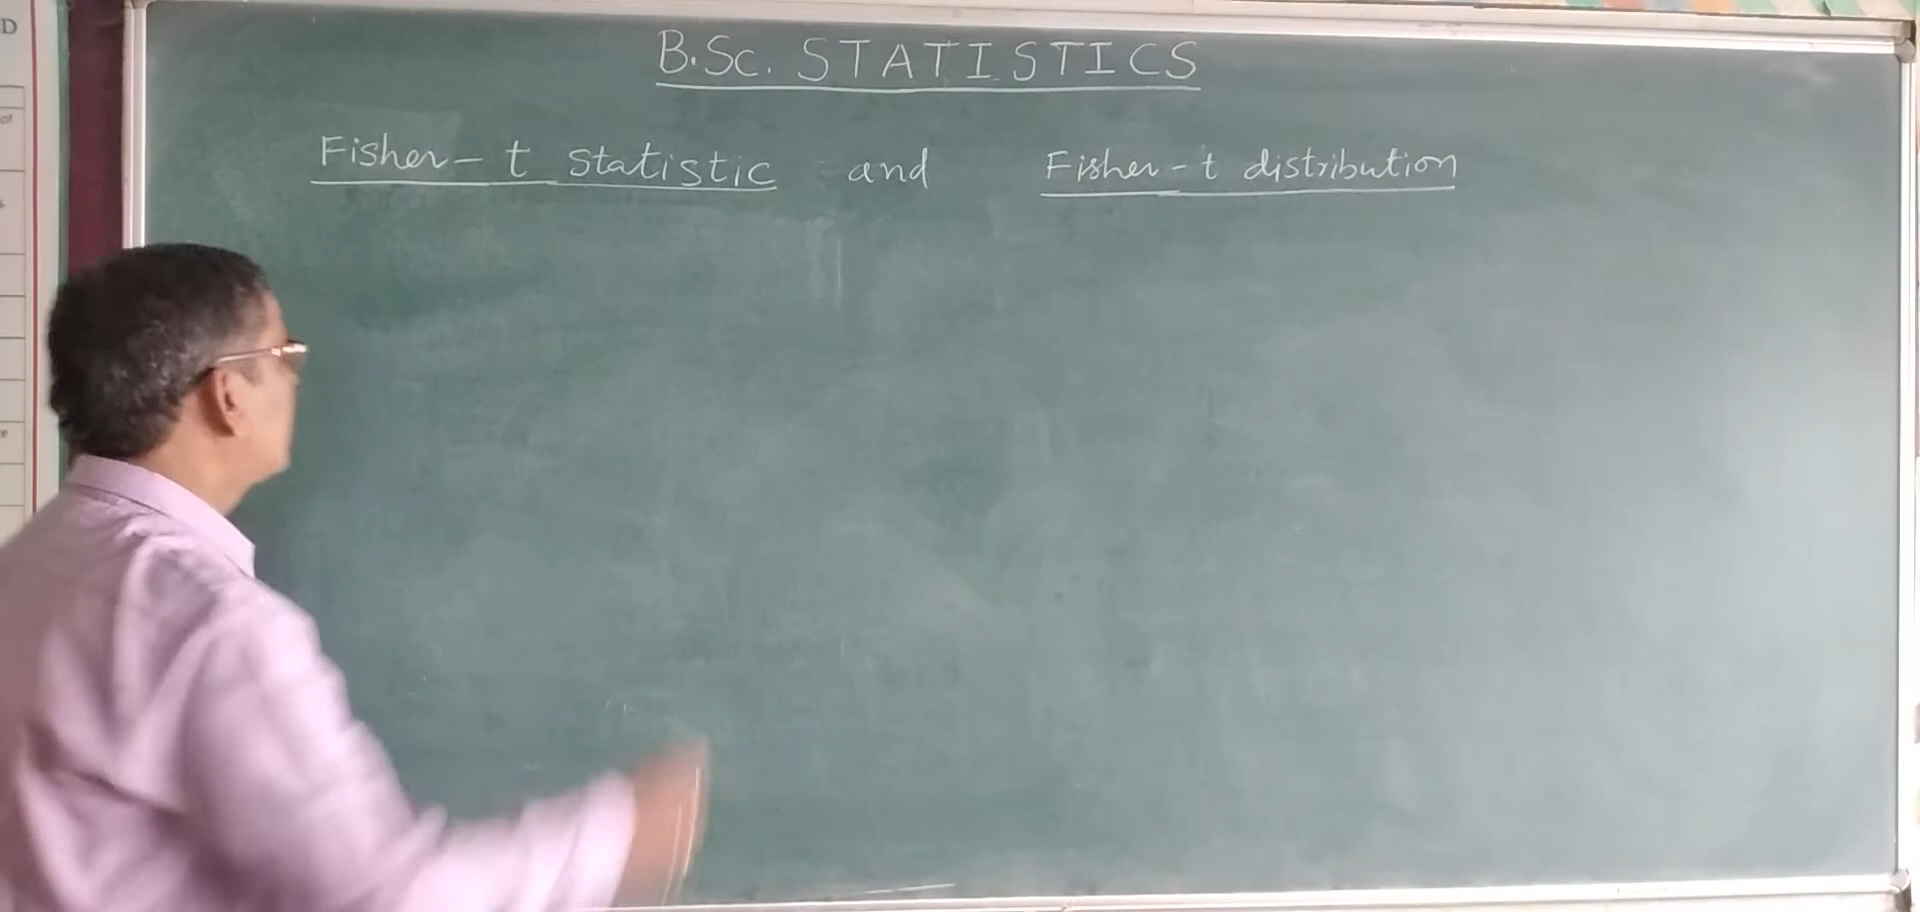 B.Sc. STATISTICS
Fisher - t Statistic and Fisher - t distribution
D